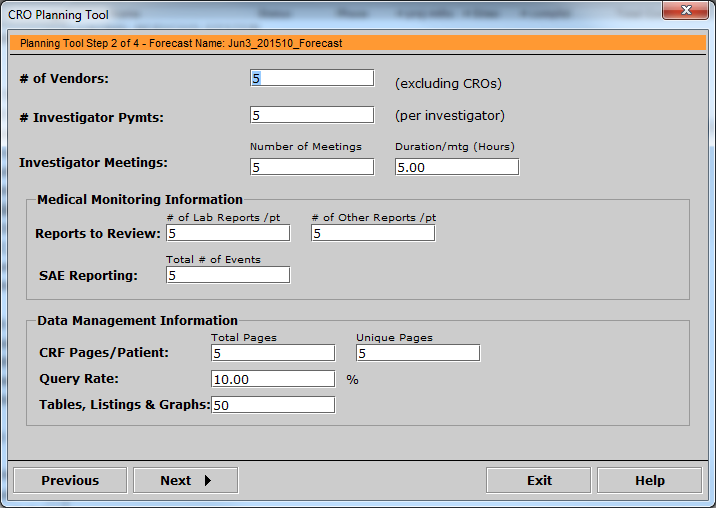 CRO Planning Tool
Planning Tool Step 2 of 4 - Forecast Name: Jun3_201510_Forecast
# of Vendors: 5 (excluding CROs)
# Investigator Pymts: 5 (per investigator)
Number of Meetings Duration/mtg (Hours)
Investigator Meetings: 5 5.00
Medical Monitoring Information
# of Lab Reports /pt # of Other Reports /pt
Reports to Review: 5 5
Total # of Events
SAE Reporting: 5
Data Management Information
Total Pages Unique Pages
CRF Pages/Patient: 5 5
Query Rate: 10.00 %
Tables, Listings & Graphs: 50
Previous Next Exit Help